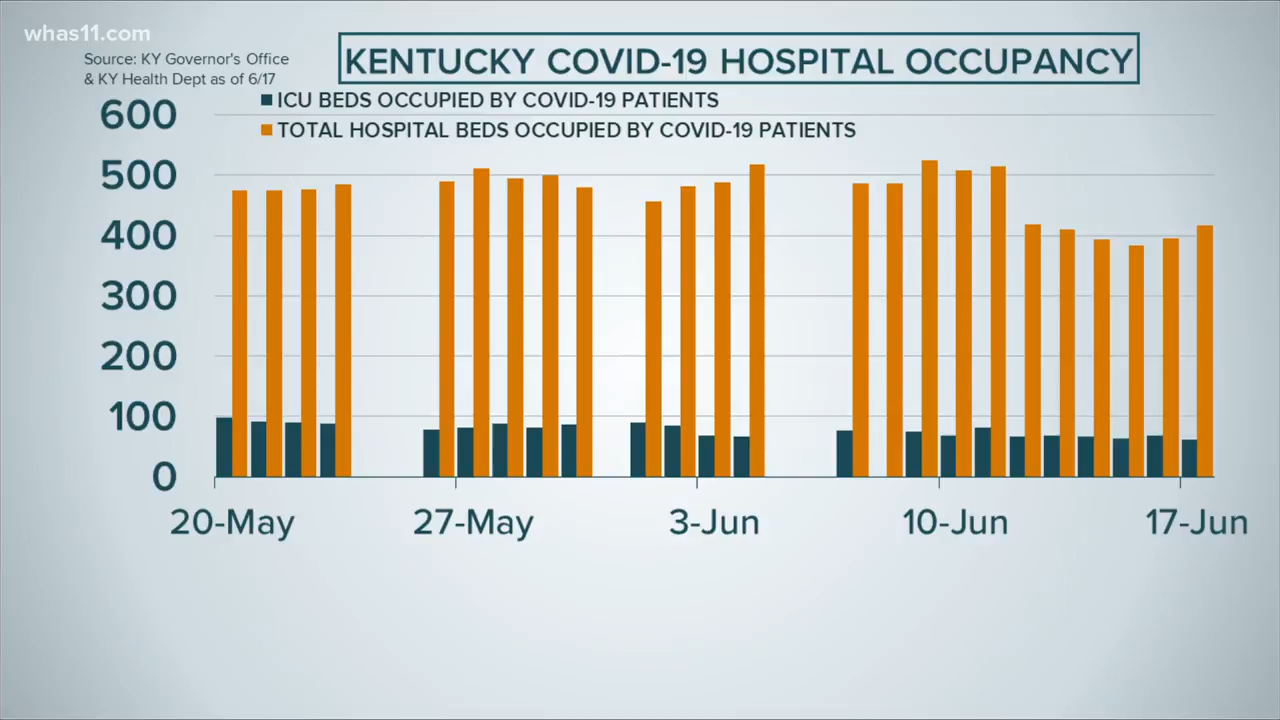 whas11.com
Source: KY Governor's Office
& KY Health Dept as of 6/17
KENTUCKY COVID-19 HOSPITAL OCCUPANCY
ICU BEDS OCCUPIED BY COVID-19 PATIENTS
TOTAL HOSPITAL BEDS OCCUPIED BY COVID-19 PATIENTS
600
500
400
300
200
100
0
20-May 27-May 3-Jun 10-Jun 17-Jun